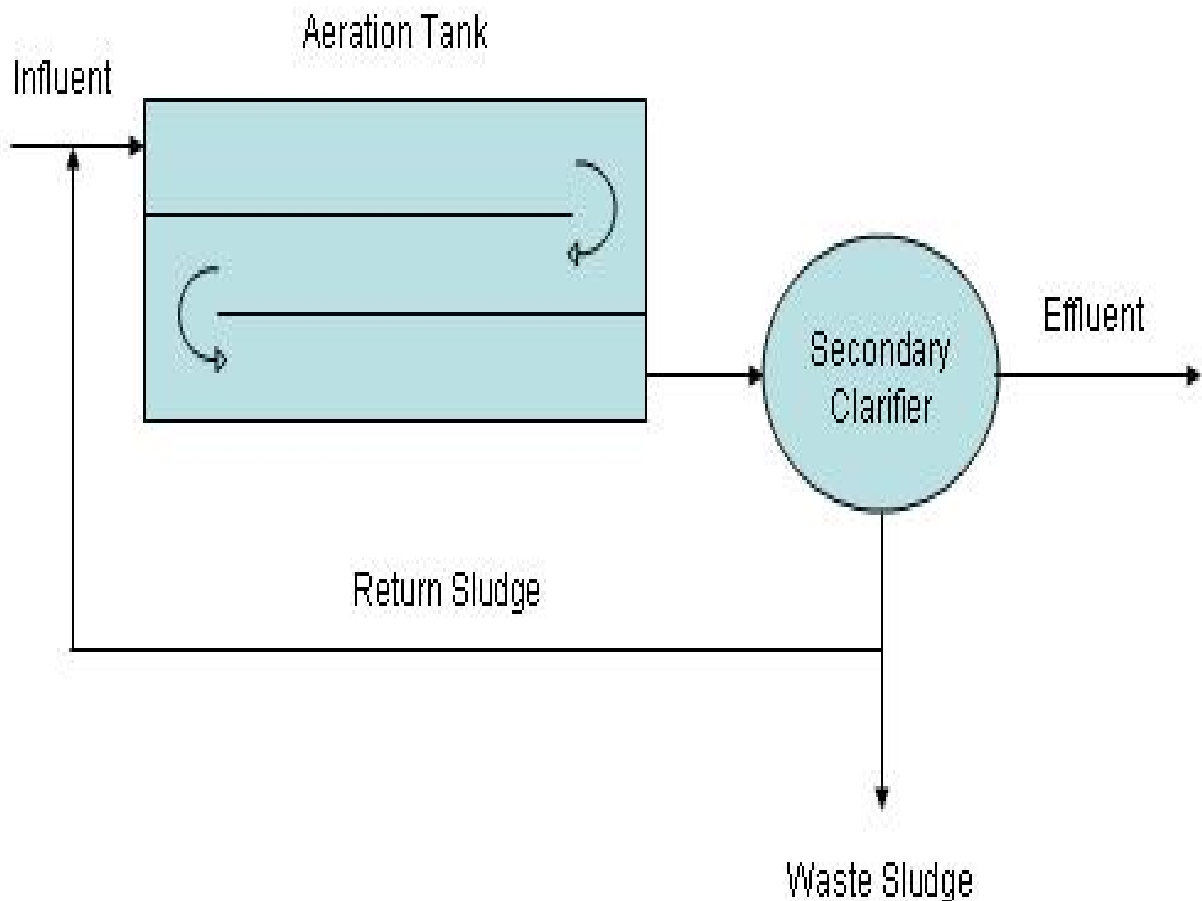 Aeration Tank
Influent
Secondary
Clarifier
Effluent
Return Sludge
Waste Sludge